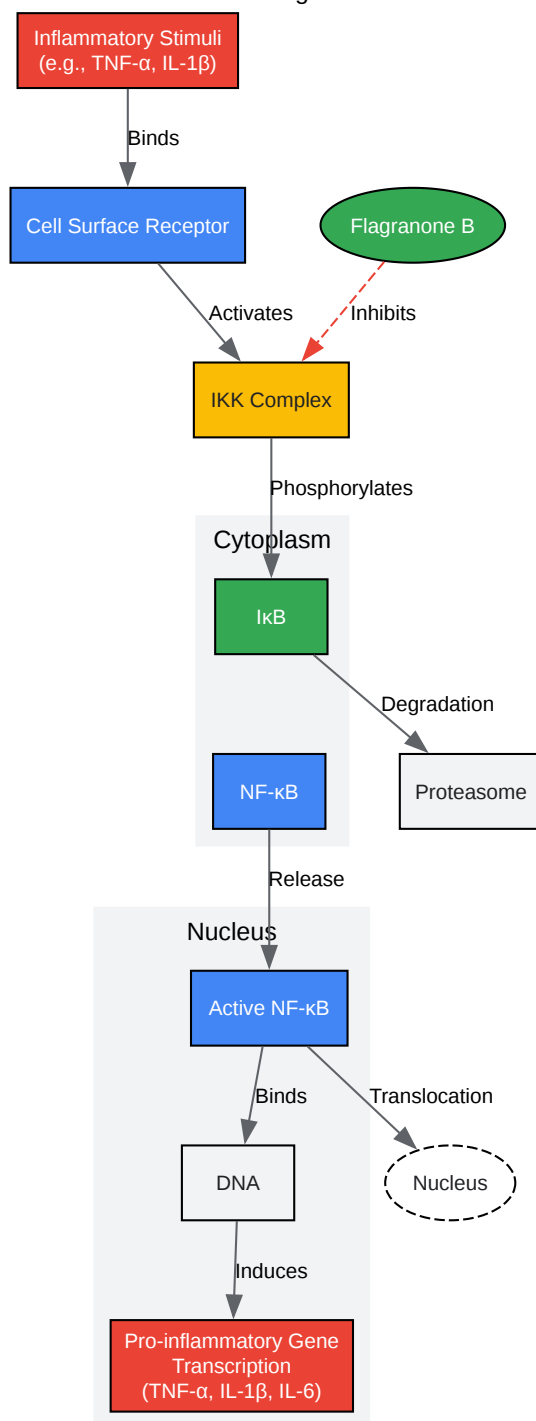 Inflammatory Stimuli
(e.g., TNF-α, IL-1β)
Binds
Cell Surface Receptor
Flagranone B
Activates
Inhibits
IKK Complex
Phosphorylates
Cytoplasm
IκB
Degradation
NF-κB
Proteasome
Release
Nucleus
Active NF-κB
Binds
Translocation
DNA
Nucleus
Induces
Pro-inflammatory Gene
Transcription
(TNF-α, IL-1β, IL-6)